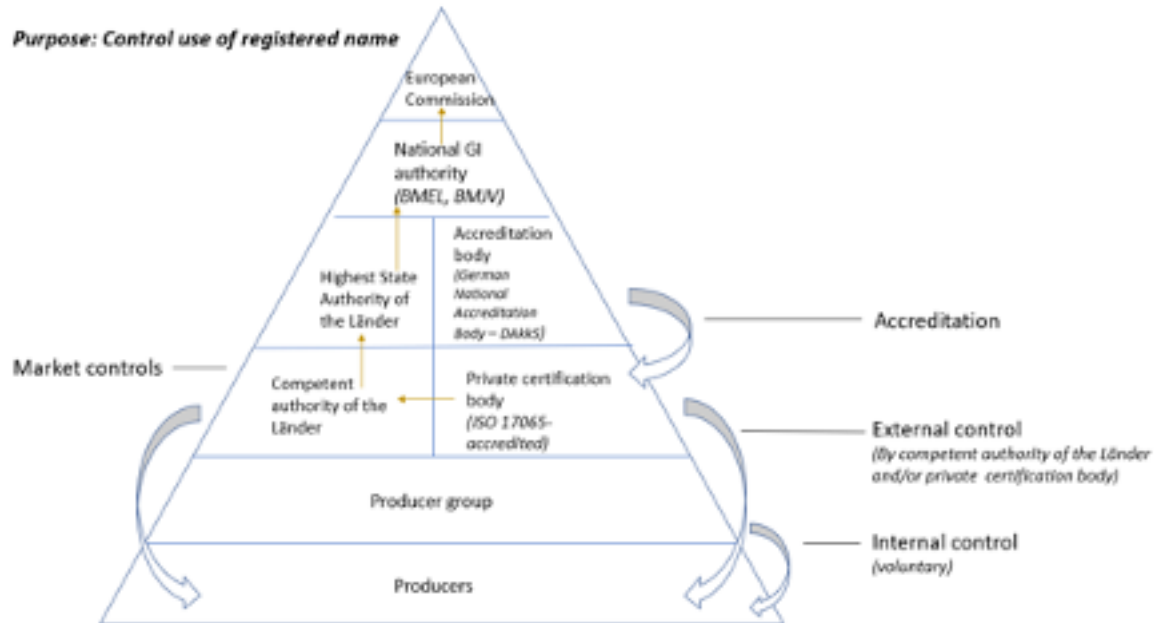 Purpose: Control use of registered name
European
Commission
National GI
authority
(BMEL, BMJV)
Highest State
Authority of
the Länder
Accreditation
body
(German
National
Accreditation
Body – DAkkS)
Accreditation
Market controls
Competent
authority of the
Länder
Private certification
body
(ISO 17065-
accredited)
External control
(By competent authority of the Länder
and/or private certification body)
Producer group
Internal control
(voluntary)
Producers